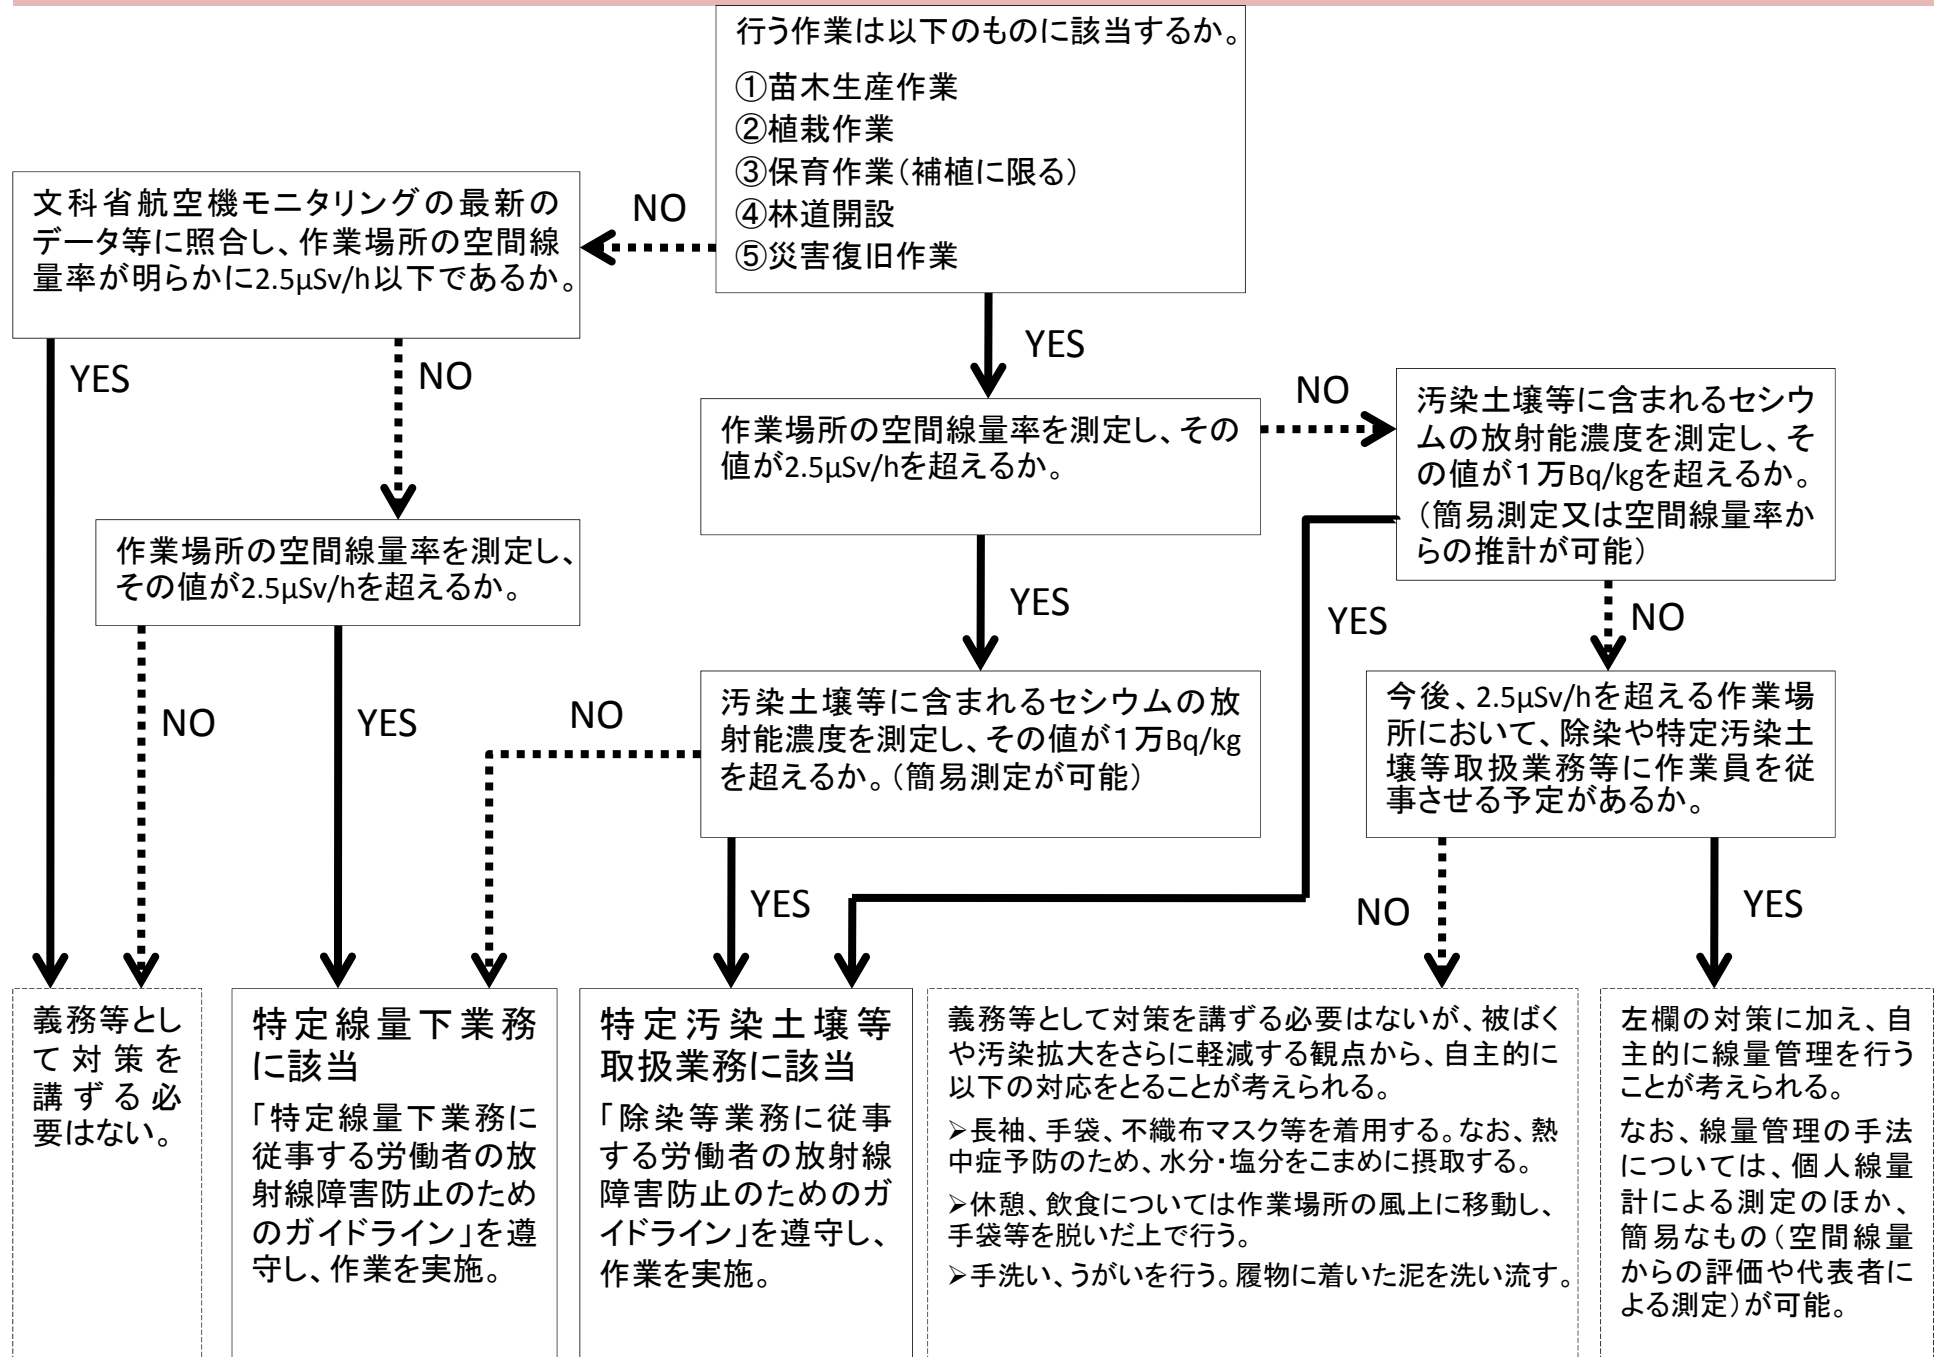 行う作業は以下のものに該当するか。
①苗木生産作業
②植栽作業
③保育作業（補植に限る）
④林道開設
⑤災害復旧作業
NO
文科省航空機モニタリングの最新の
データ等に照合し、作業場所の空間線
量率が明らかに2.5μSv/h以下であるか。
YES
YES
NO
作業場所の空間線量率を測定し、その
値が2.5μSv/hを超えるか。
NO
汚染土壌等に含まれるセシウ
ムの放射能濃度を測定し、そ
の値が１万Bq/kgを超えるか。
（簡易測定又は空間線量率か
らの推計が可能）
作業場所の空間線量率を測定し、
その値が2.5μSv/hを超えるか。
YES
YES
NO
NO
YES
NO
汚染土壌等に含まれるセシウムの放
射能濃度を測定し、その値が１万Bq/kg
を超えるか。（簡易測定が可能）
今後、2.5μSv/hを超える作業場
所において、除染や特定汚染土
壌等取扱業務等に作業員を従
事させる予定があるか。
YES
NO
YES
義務等とし
て対策を
講ずる必
要はない。
特定線量下業務
に該当
「特定線量下業務に
従事する労働者の放
射線障害防止のため
のガイドライン」を遵
守し、作業を実施。
特定汚染土壌等
取扱業務に該当
「除染等業務に従事
する労働者の放射線
障害防止のためのガ
イドライン」を遵守し、
作業を実施。
義務等として対策を講ずる必要はないが、被ばく
や汚染拡大をさらに軽減する観点から、自主的に
以下の対応をとることが考えられる。
➢長袖、手袋、不織布マスク等を着用する。なお、熱
中症予防のため、水分・塩分をこまめに摂取する。
➢休憩、飲食については作業場所の風上に移動し、
手袋等を脱いだ上で行う。
➢手洗い、うがいを行う。履物に着いた泥を洗い流す。
左欄の対策に加え、自
主的に線量管理を行う
ことが考えられる。
なお、線量管理の手法
については、個人線量
計による測定のほか、
簡易なもの（空間線量
からの評価や代表者に
よる測定）が可能。